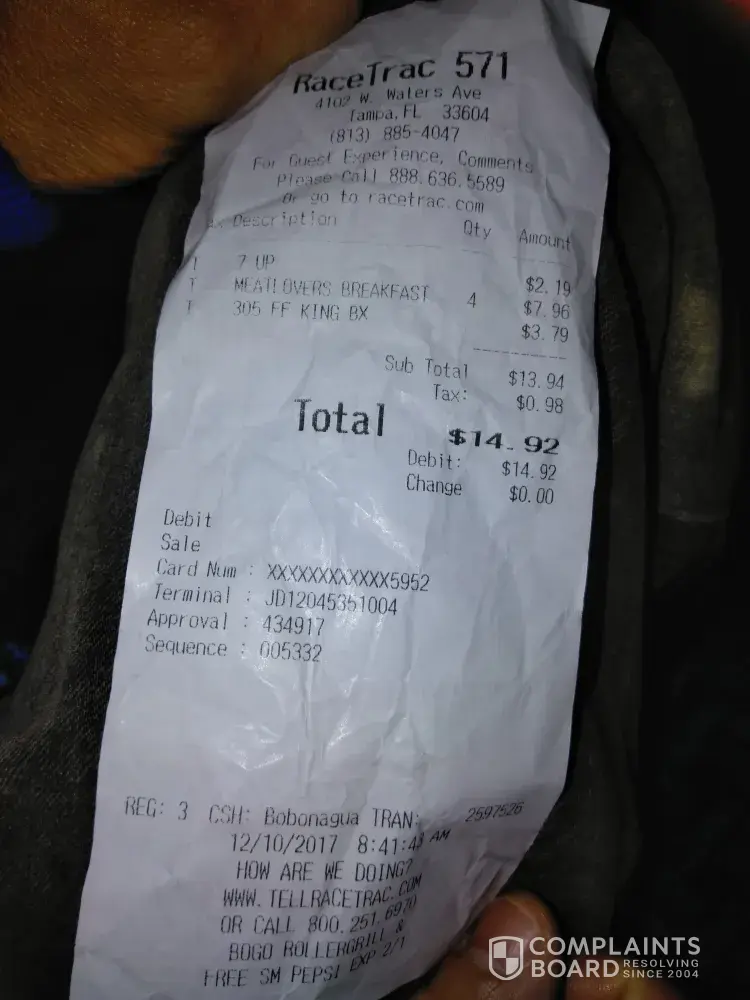 RaceTrac 571
4102 W. Waters Ave
Tampa, FL 33604
(813) 885-4047
For Guest Experience, Comments
Please Call 888.636.5589
Or go to racetrac.com
Description Qty Amount
T 7 UP $2.19
T MEATLOVERS BREAKFAST 4 $7.96
T 305 FF KING BX $3.79
Sub Total $13.94
Tax: $0.98
Total $14.92
Debit: $14.92
Change $0.00
Debit
Sale
Card Num : XXXXXXXXXXXX5952
Terminal : JD12045351004
Approval : 434917
Sequence : 005332
REG: 3 CSH: Bobonagua TRAN: 2597526
12/10/2017 8:41:43 AM
HOW ARE WE DOING?
WWW.TELLRACETRAC.COM
OR CALL 800.251.6970
BOGO ROLLERGRILL &
FREE SM PEPSI EXP 2/1
COMPLAINTS
BOARD RESOLVING
SINCE 2004